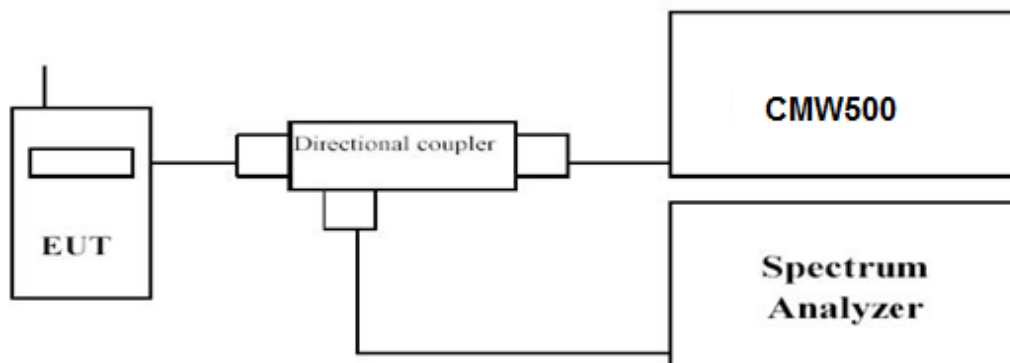 Directional coupler
CMW500
EUT
Spectrum
Analyzer